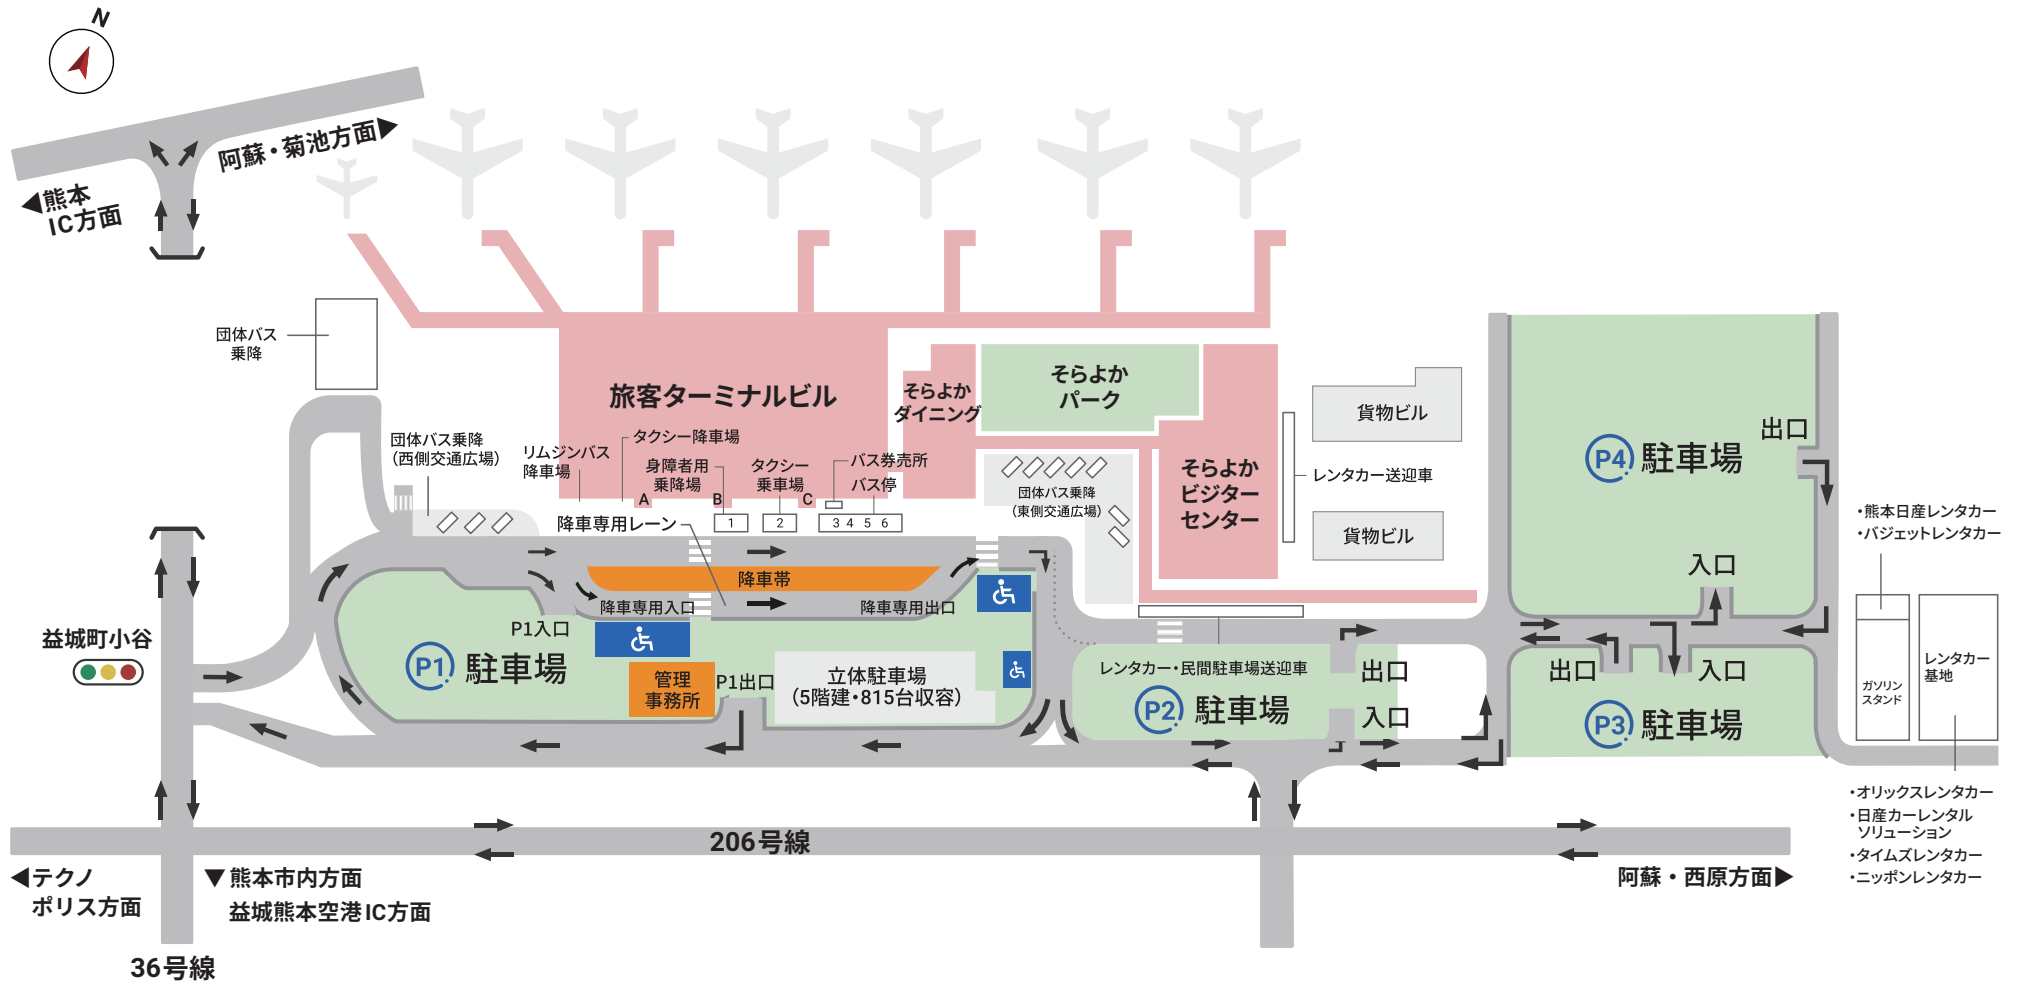 N
阿蘇・菊池方面▶
◀熊本
IC方面
団体バス
乗降
旅客ターミナルビル
そらよか
ダイニング
そらよか
パーク
貨物ビル
団体バス乗降
(西側交通広場)
リムジンバス
降車場
タクシー降車場
身障者用
乗降場
タクシー
乗車場
バス券売所
バス停
A
B
C
1
2
3 4 5 6
団体バス乗降
(東側交通広場)
そらよか
ビジター
センター
レンタカー送迎車
貨物ビル
P4
駐車場
出口
入口
・熊本日産レンタカー
・バジェットレンタカー
降車専用レーン
降車帯
降車専用入口
降車専用出口
P1入口
益城町小谷
P1
駐車場
管理
事務所
P1出口
立体駐車場
(5階建・815台収容)
レンタカー・民間駐車場送迎車
P2
駐車場
出口
入口
出口
入口
P3
駐車場
ガソリン
スタンド
レンタカー
基地
・オリックスレンタカー
・日産カーレンタル
ソリューション
・タイムズレンタカー
・ニッポンレンタカー
206号線
◀テクノ
ポリス方面
▼熊本市内方面
益城熊本空港IC方面
阿蘇・西原方面▶
36号線